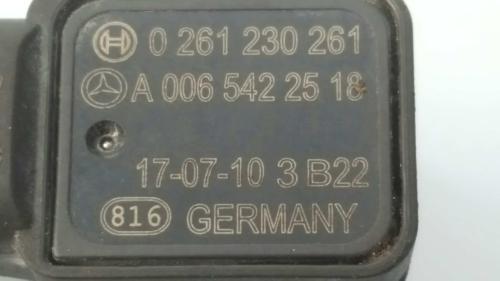 0 261 230 261
A 006 542 25 18
17-07-10 3 B22
816 GERMANY